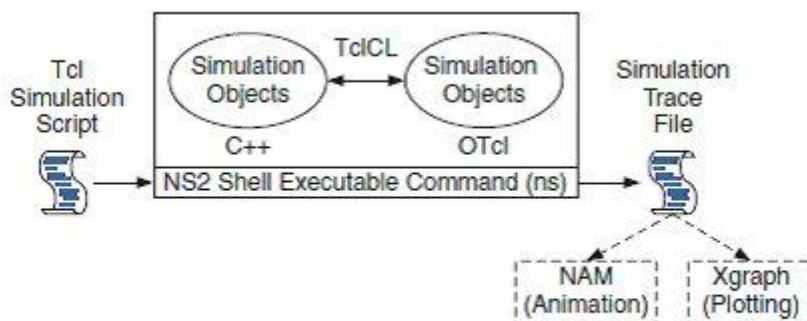 Tcl
Simulation
Script
TclCL
Simulation
Objects
Simulation
Objects
C++
OTcl
NS2 Shell Executable Command (ns)
Simulation
Trace
File
NAM
(Animation)
Xgraph
(Plotting)